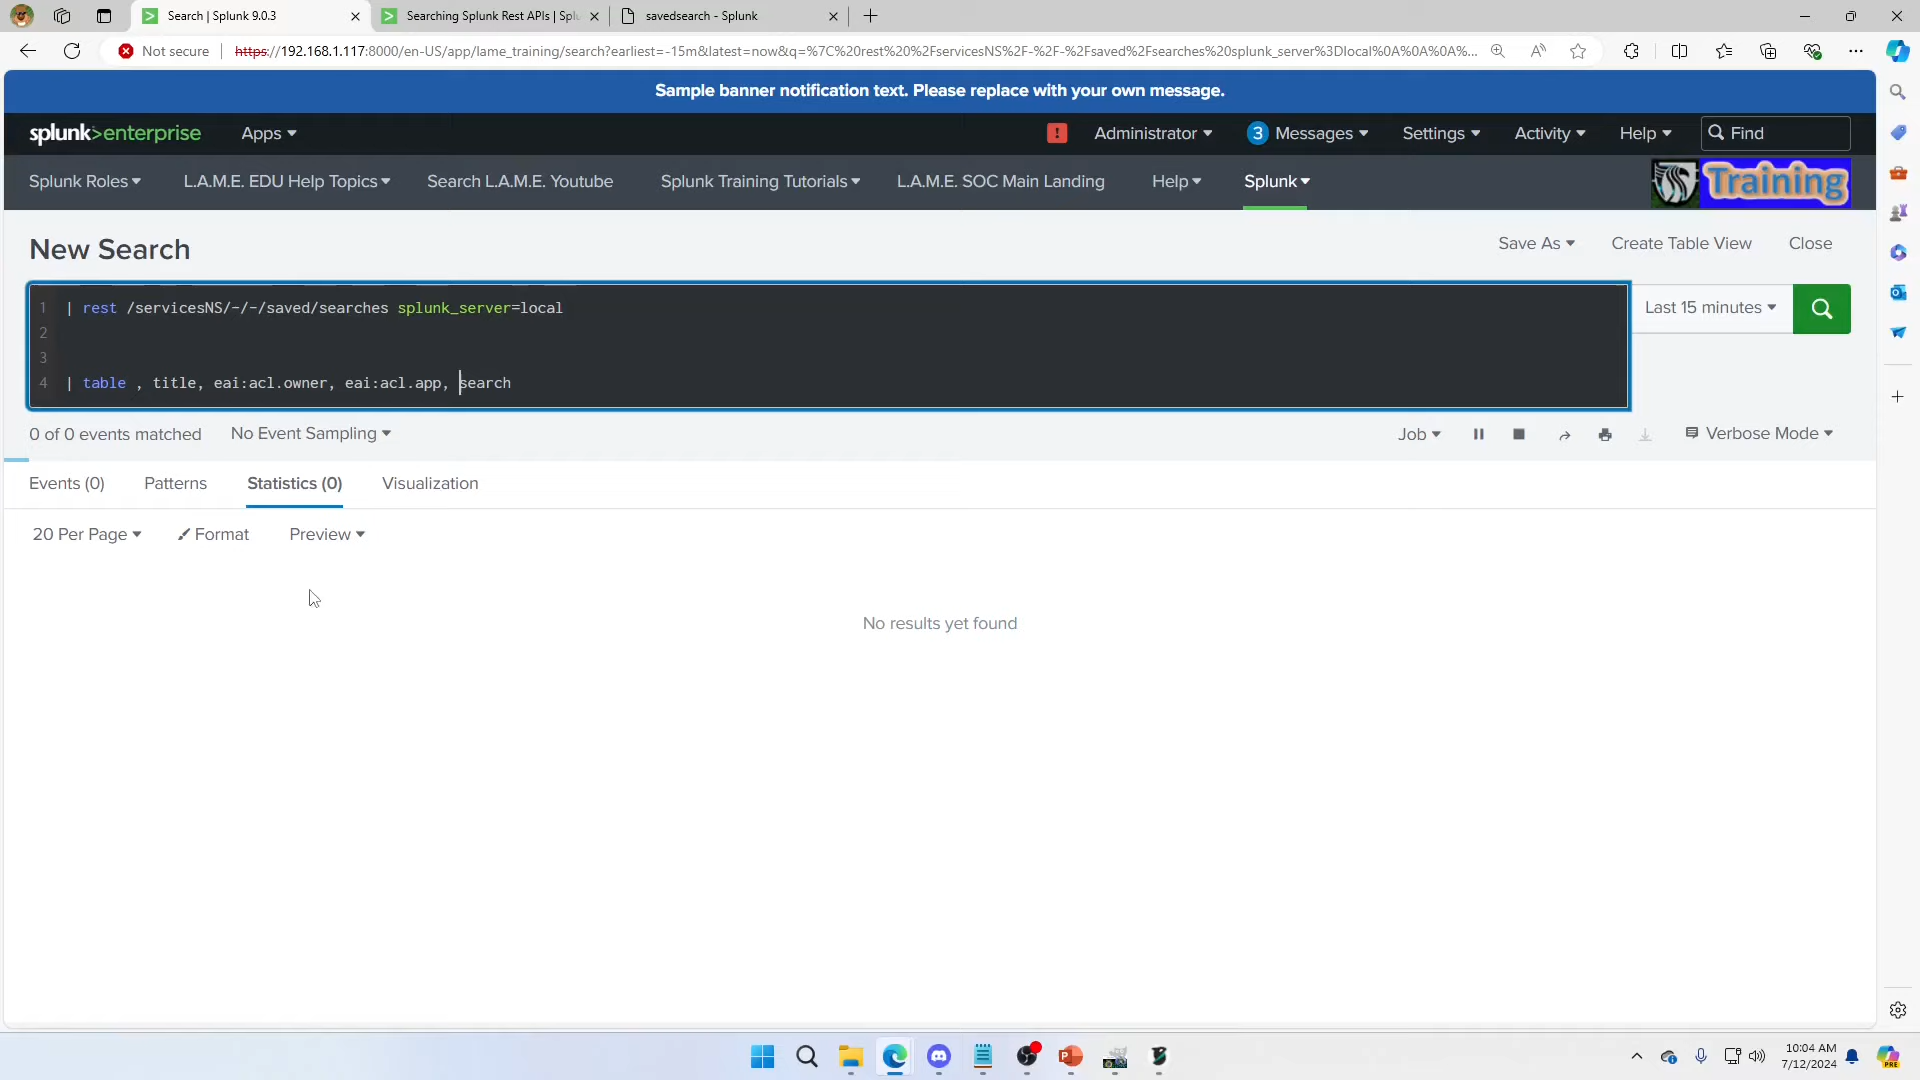 Search | Splunk 9.0.3
Searching Splunk Rest APIs | Spl
savedsearch - Splunk
Not secure
https://192.168.1.117:8000/en-US/app/lame_training/search?earliest=-15m&latest=now&q=%7C%20rest%20%2FservicesNS%2F-%2F-%2Fsaved%2Fsearches%20splunk_server%3Dlocal%0A%0A%0A%...
Sample banner notification text. Please replace with your own message.
splunk>enterprise Apps
! Administrator 3 Messages Settings Activity Help Find
Splunk Roles L.A.M.E. EDU Help Topics Search L.A.M.E. Youtube Splunk Training Tutorials L.A.M.E. SOC Main Landing Help Splunk Training
New Search
Save As Create Table View Close
1 | rest /servicesNS/-/-/saved/searches splunk_server=local
2
3
4 | table , title, eai:acl.owner, eai:acl.app, search
Last 15 minutes
0 of 0 events matched No Event Sampling
Job Verbose Mode
Events (0) Patterns Statistics (0) Visualization
20 Per Page Format Preview
No results yet found
10:04 AM
7/12/2024
PRE